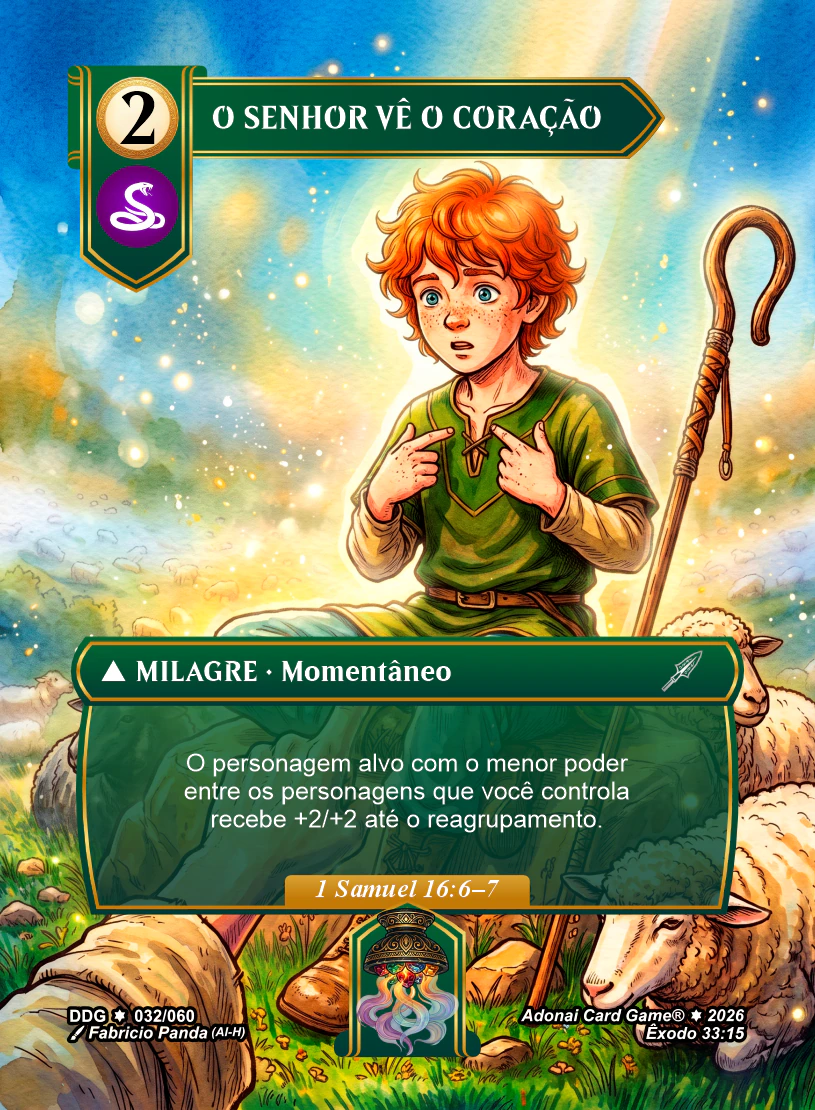 2
O SENHOR VÊ O CORAÇÃO
MILAGRE · Momentâneo
O personagem alvo com o menor poder
entre os personagens que você controla
recebe +2/+2 até o reagrupamento.
1 Samuel 16:6–7
DDG ✶ 032/060
Fabricio Panda (AI-H)
Adonai Card Game® ✶ 2026
Êxodo 33:15